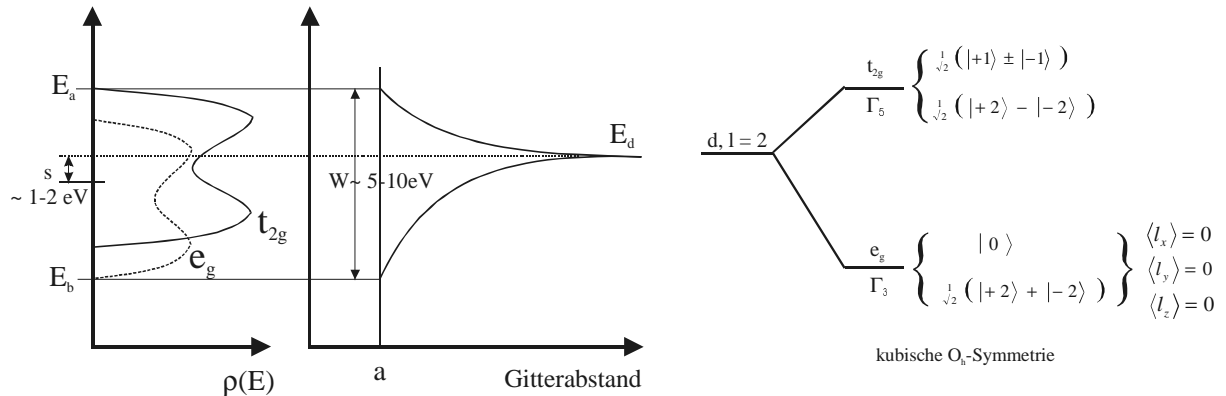 E_a
E_b
s
~ 1-2 eV
t_2g
e_g
ρ(E)
W~ 5-10eV
E_d
a
Gitterabstand
d, l = 2
t_2g
Γ_5
1/√2 ( |+1⟩ ± |-1⟩ )
1/√2 ( |+2⟩ − |-2⟩ )
e_g
Γ_3
| 0 ⟩
1/√2 ( |+2⟩ + |-2⟩ )
⟨l_x⟩ = 0
⟨l_y⟩ = 0
⟨l_z⟩ = 0
kubische O_h-Symmetrie